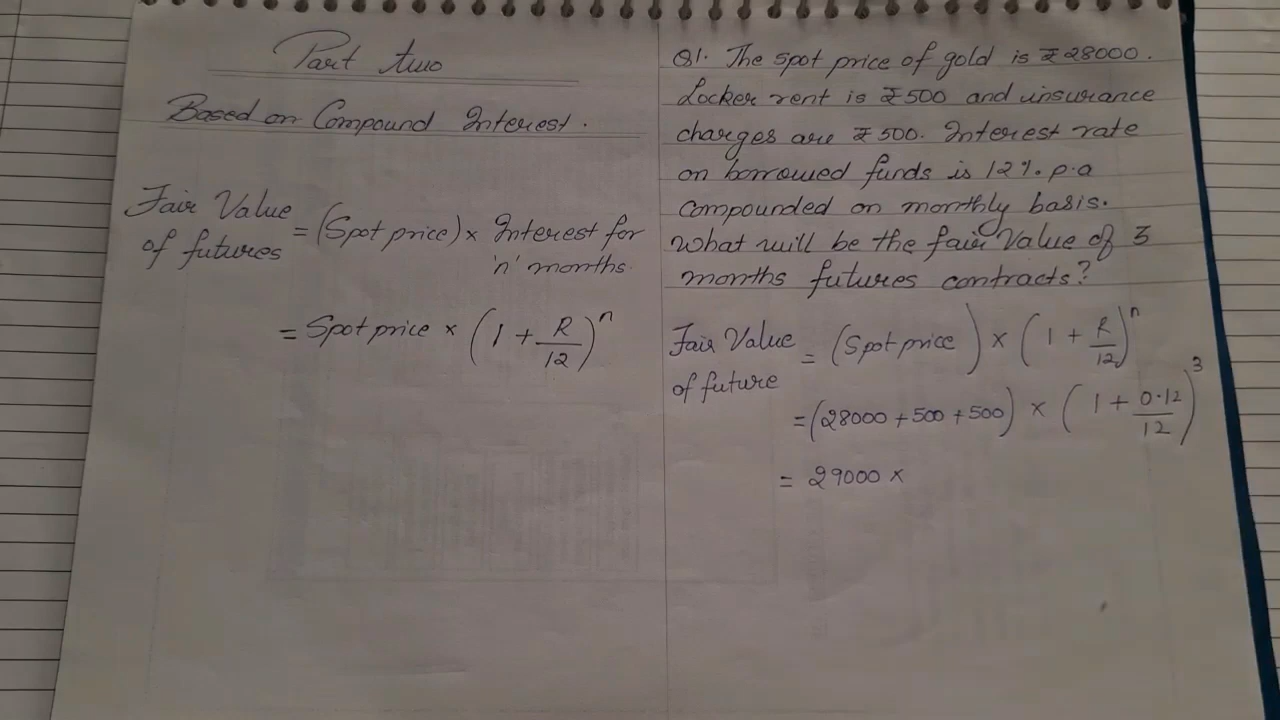 Part two
Based on Compound Interest.
Fair Value
of futures = (Spot price) × Interest for
'n' months.
= Spot price × (1 + R/12)^n
Q1. The spot price of gold is ₹28000.
Locker rent is ₹500 and insurance
charges are ₹500. Interest rate
on borrowed funds is 12% p.a
compounded on monthly basis.
What will be the fair Value of 3
months futures contracts?
Fair Value
of future = (Spot price) × (1 + R/12)^n
= (28000 + 500 + 500) × (1 + 0.12/12)^3
= 29000 ×